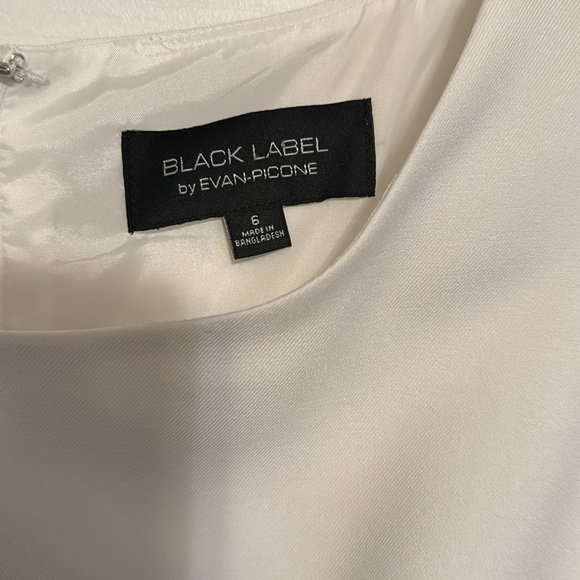 BLACK LABEL
by EVAN-PICONE
6
MADE IN
BANGLADESH